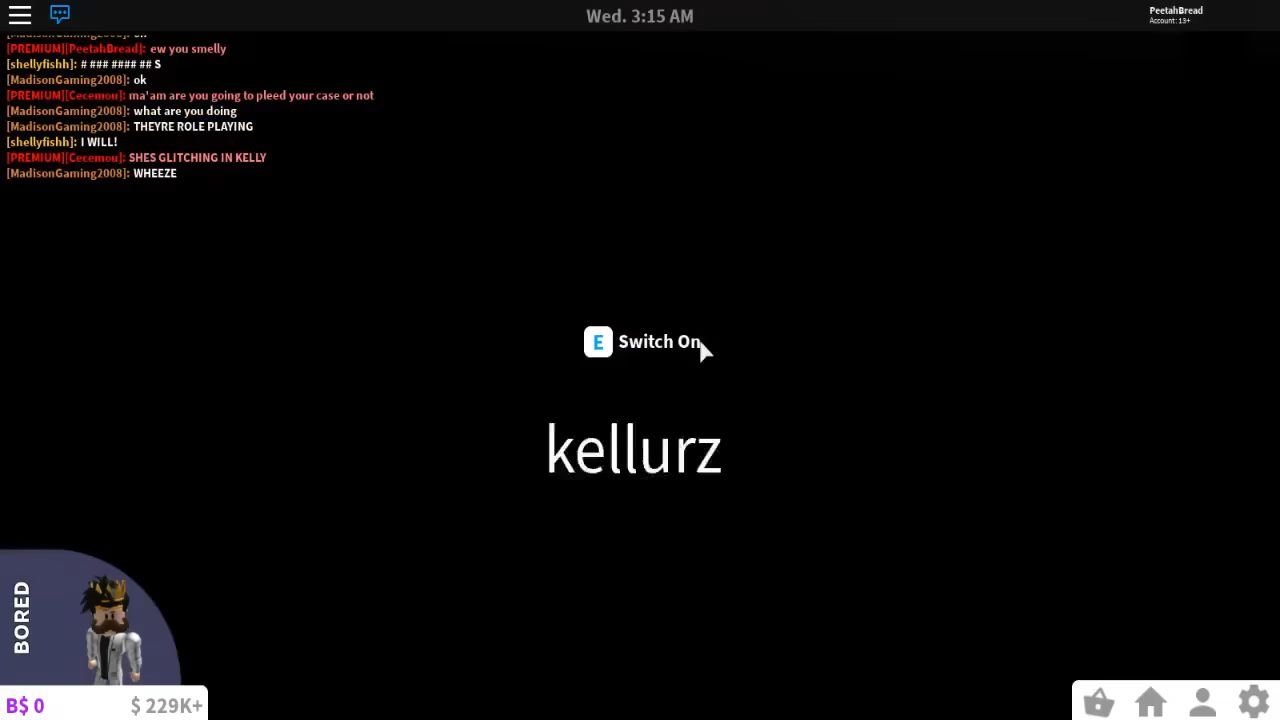 Wed. 3:15 AM
PeetahBread
Account: 13+
[PREMIUM][PeetahBread]: ew you smelly
[shellyfishh]: # ### #### ## S
[MadisonGaming2008]: ok
[PREMIUM][Cecemou]: ma'am are you going to pleed your case or not
[MadisonGaming2008]: what are you doing
[MadisonGaming2008]: THEYRE ROLE PLAYING
[shellyfishh]: I WILL!
[PREMIUM][Cecemou]: SHES GLITCHING IN KELLY
[MadisonGaming2008]: WHEEZE
E Switch On
kellurz
BORED
B$ 0
$ 229K+